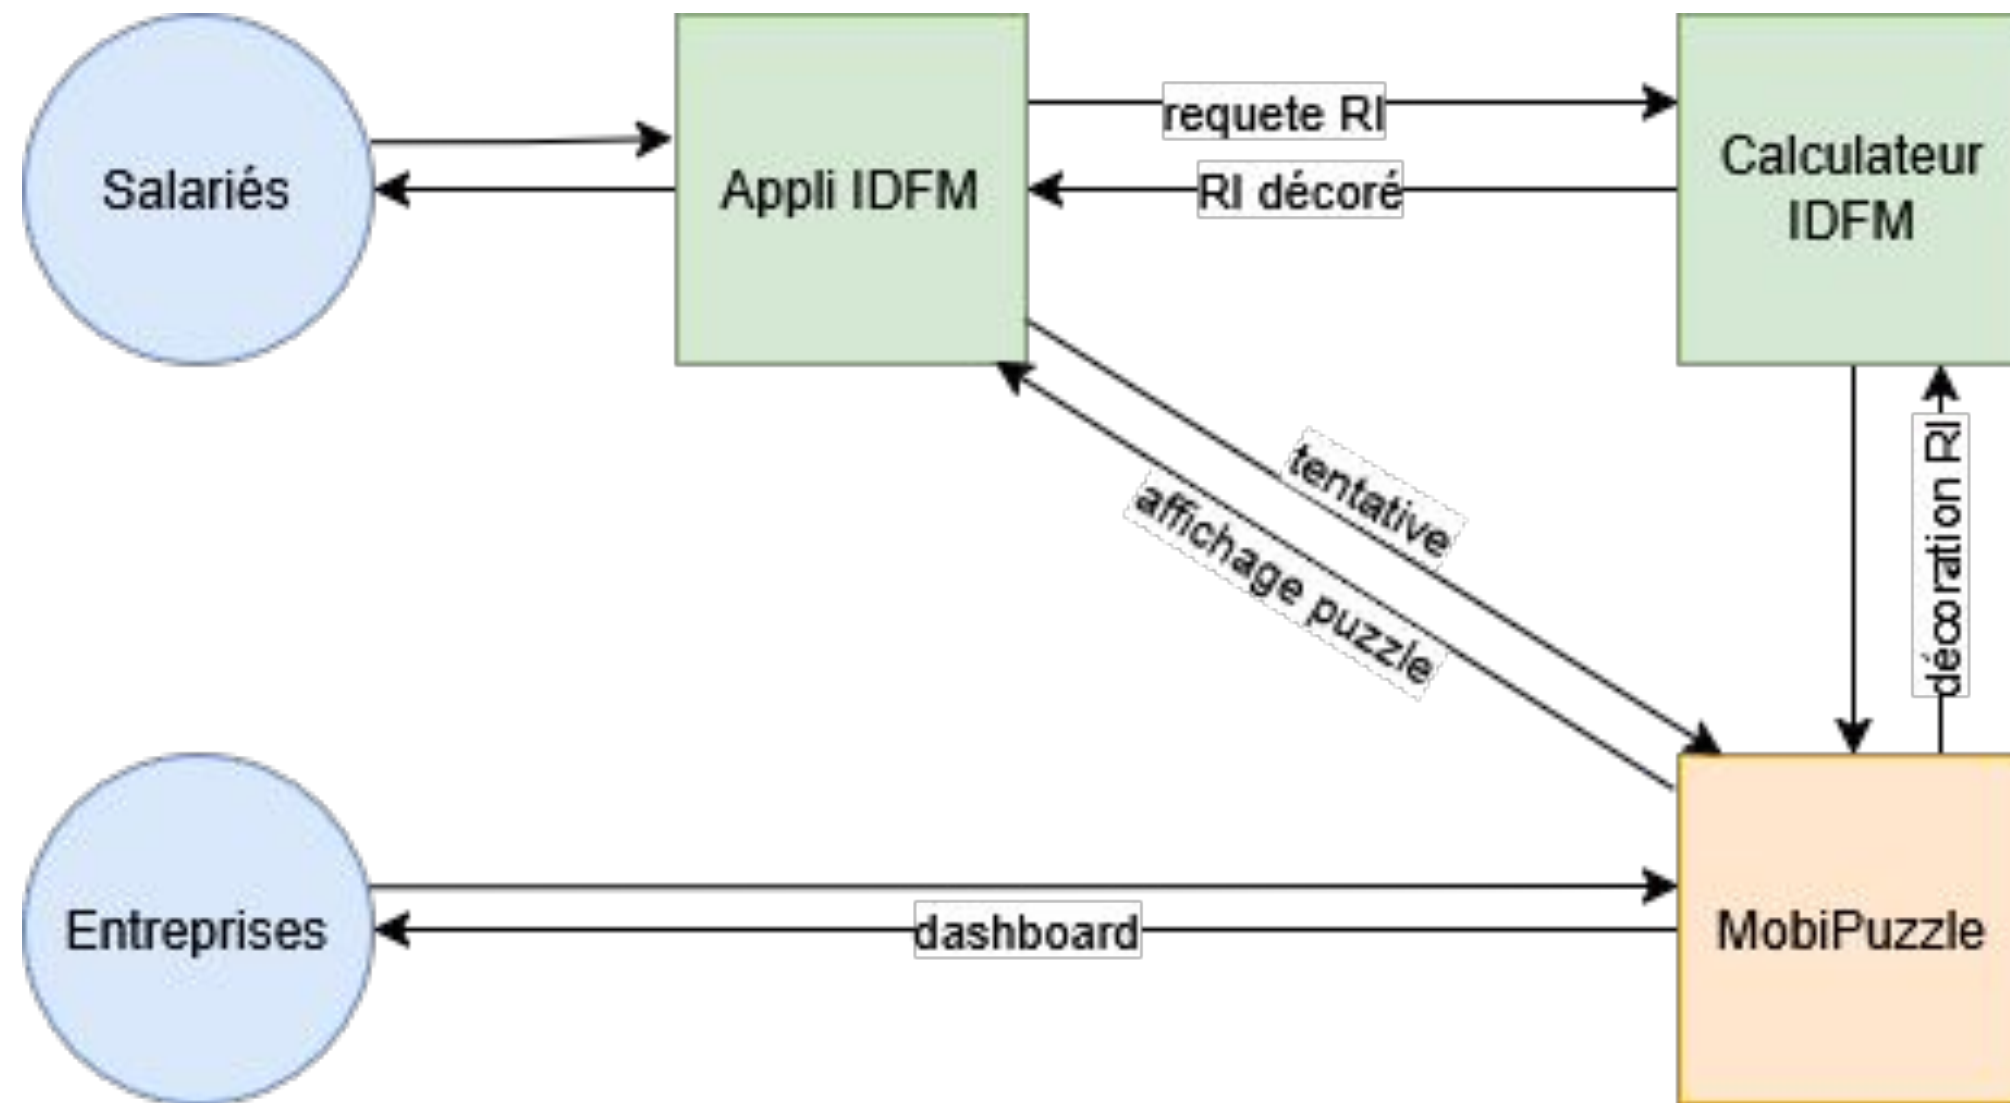 Salariés
Appli IDFM
requete RI
RI décoré
Calculateur
IDFM
tentative
affichage puzzle
décoration RI
Entreprises
dashboard
MobiPuzzle